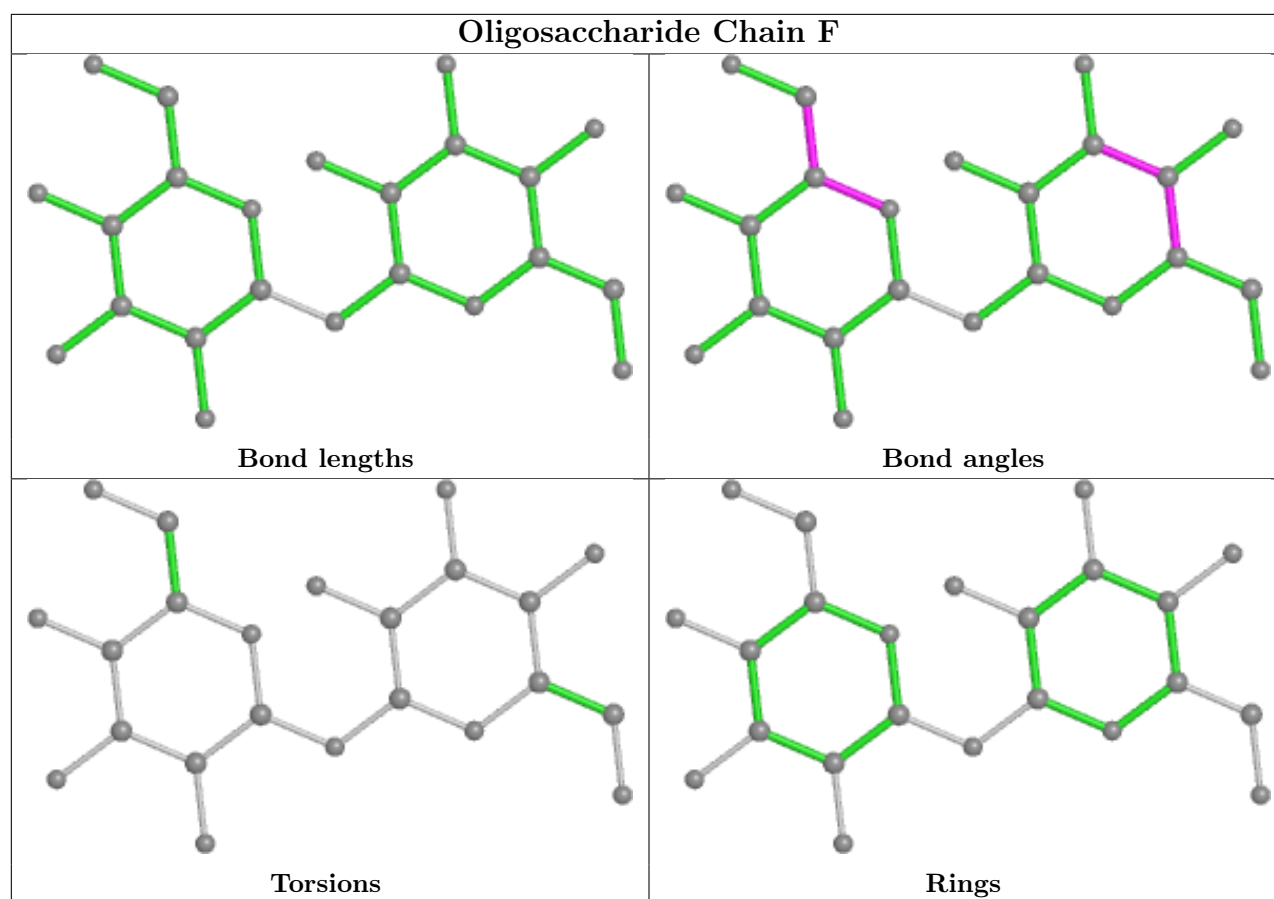 Oligosaccharide Chain F
Bond lengths
Bond angles
Torsions
Rings